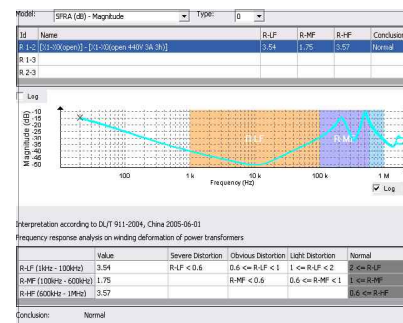 Model: SFRA (dB) - Magnitude Type: 0
Id Name R-LF R-MF R-HF Conclusion
R 1-2 [X1-X0(open)] - [X1-X0(open 440V 3A 3h)] 3.54 1.75 3.57 Normal
R 1-3
R 2-3
Log
-10
-15
-20
-25
-30
-35
-40
-45
-50
Magnitude (dB)
R-LF R-MF
100 1 k 10 k 100 k 1 M
Frequency (Hz)
Log
Interpretation according to DL/T 911-2004, China 2005-06-01
Frequency response analysis on winding deformation of power transformers
Value Severe Distortion Obvious Distortion Light Distortion Normal
R-LF (1kHz - 100kHz) 3.54 R-LF < 0.6 0.6 <= R-LF < 1 1 <= R-LF < 2 2 <= R-LF
R-MF (100kHz - 600kHz) 1.75 R-MF < 0.6 0.6 <= R-MF < 1 1 <= R-MF
R-HF (600kHz - 1MHz) 3.57 0.6 <= R-HF
Conclusion: Normal